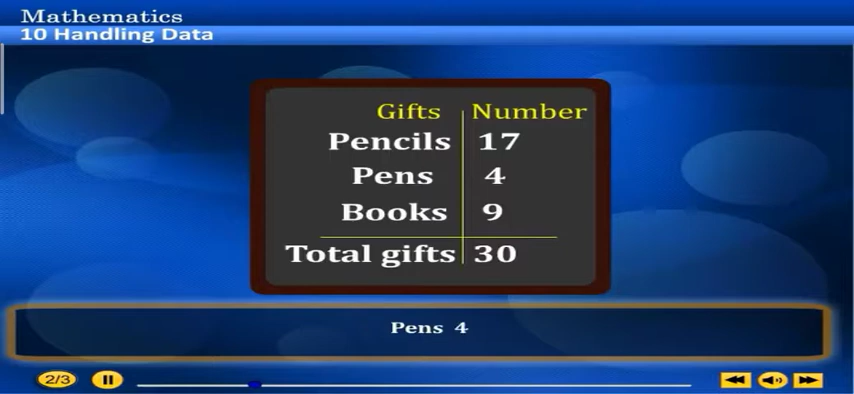 Mathematics
10 Handling Data
Gifts Number
Pencils 17
Pens 4
Books 9
Total gifts 30
Pens 4
2/3